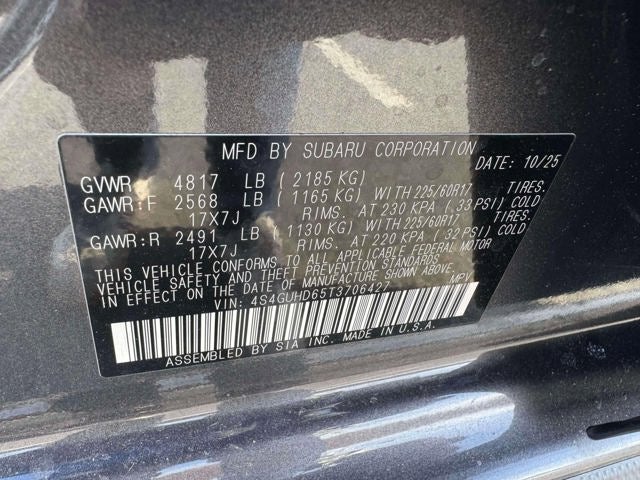 MFD BY SUBARU CORPORATION
DATE: 10/25
GVWR 4817 LB ( 2185 KG)
GAWR:F 2568 LB ( 1165 KG) WITH 225/60R17 TIRES.
17X7J RIMS. AT 230 KPA (.33 PSI) COLD
GAWR:R 2491 LB ( 1130 KG) WITH 225/60R17 TIRES.
17X7J RIMS. AT 220 KPA (.32 PSI) COLD
THIS VEHICLE CONFORMS TO ALL APPLICABLE FEDERAL MOTOR
VEHICLE SAFETY AND THEFT PREVENTION STANDARDS
IN EFFECT ON THE DATE OF MANUFACTURE SHOWN ABOVE.
VIN: 4S4GUHD65T3706427 MPV
ASSEMBLED BY SIA INC. MADE IN U.S.A.